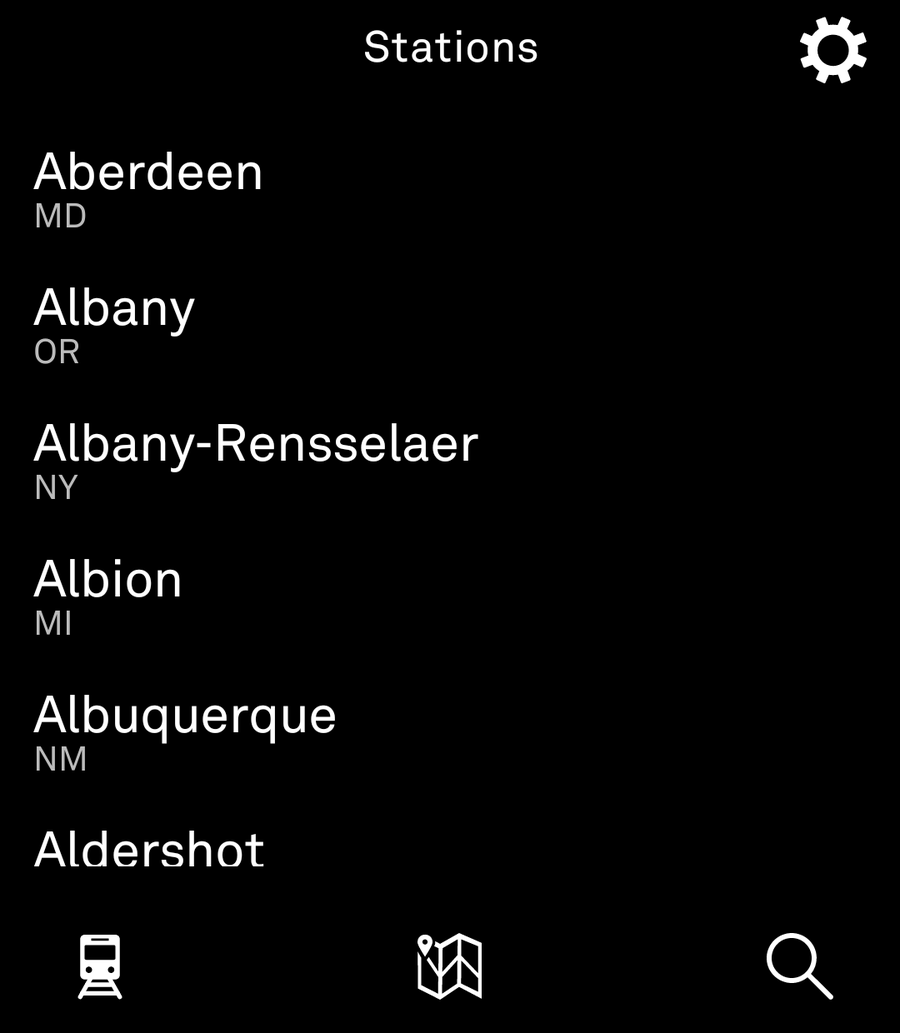 Stations
Aberdeen
MD
Albany
OR
Albany-Rensselaer
NY
Albion
MI
Albuquerque
NM
Aldershot